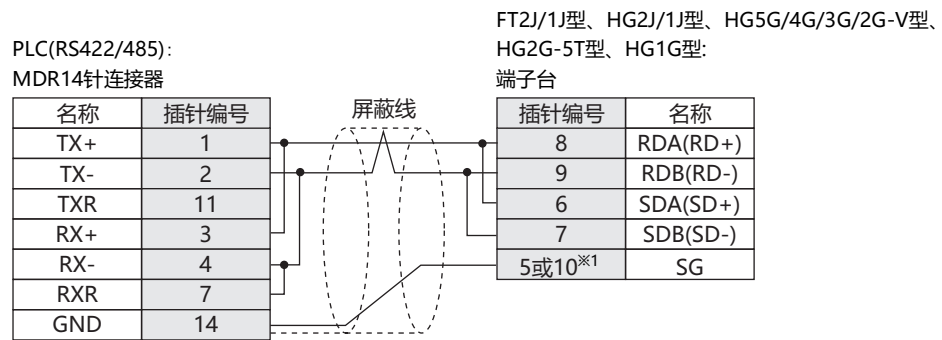 FT2J/1J型、HG2J/1J型、HG5G/4G/3G/2G-V型、
HG2G-5T型、HG1G型:
端子台
PLC(RS422/485):
MDR14针连接器
屏蔽线
名称 插针编号
TX+ 1
TX- 2
TXR 11
RX+ 3
RX- 4
RXR 7
GND 14
插针编号 名称
8 RDA(RD+)
9 RDB(RD-)
6 SDA(SD+)
7 SDB(SD-)
5或10※1 SG